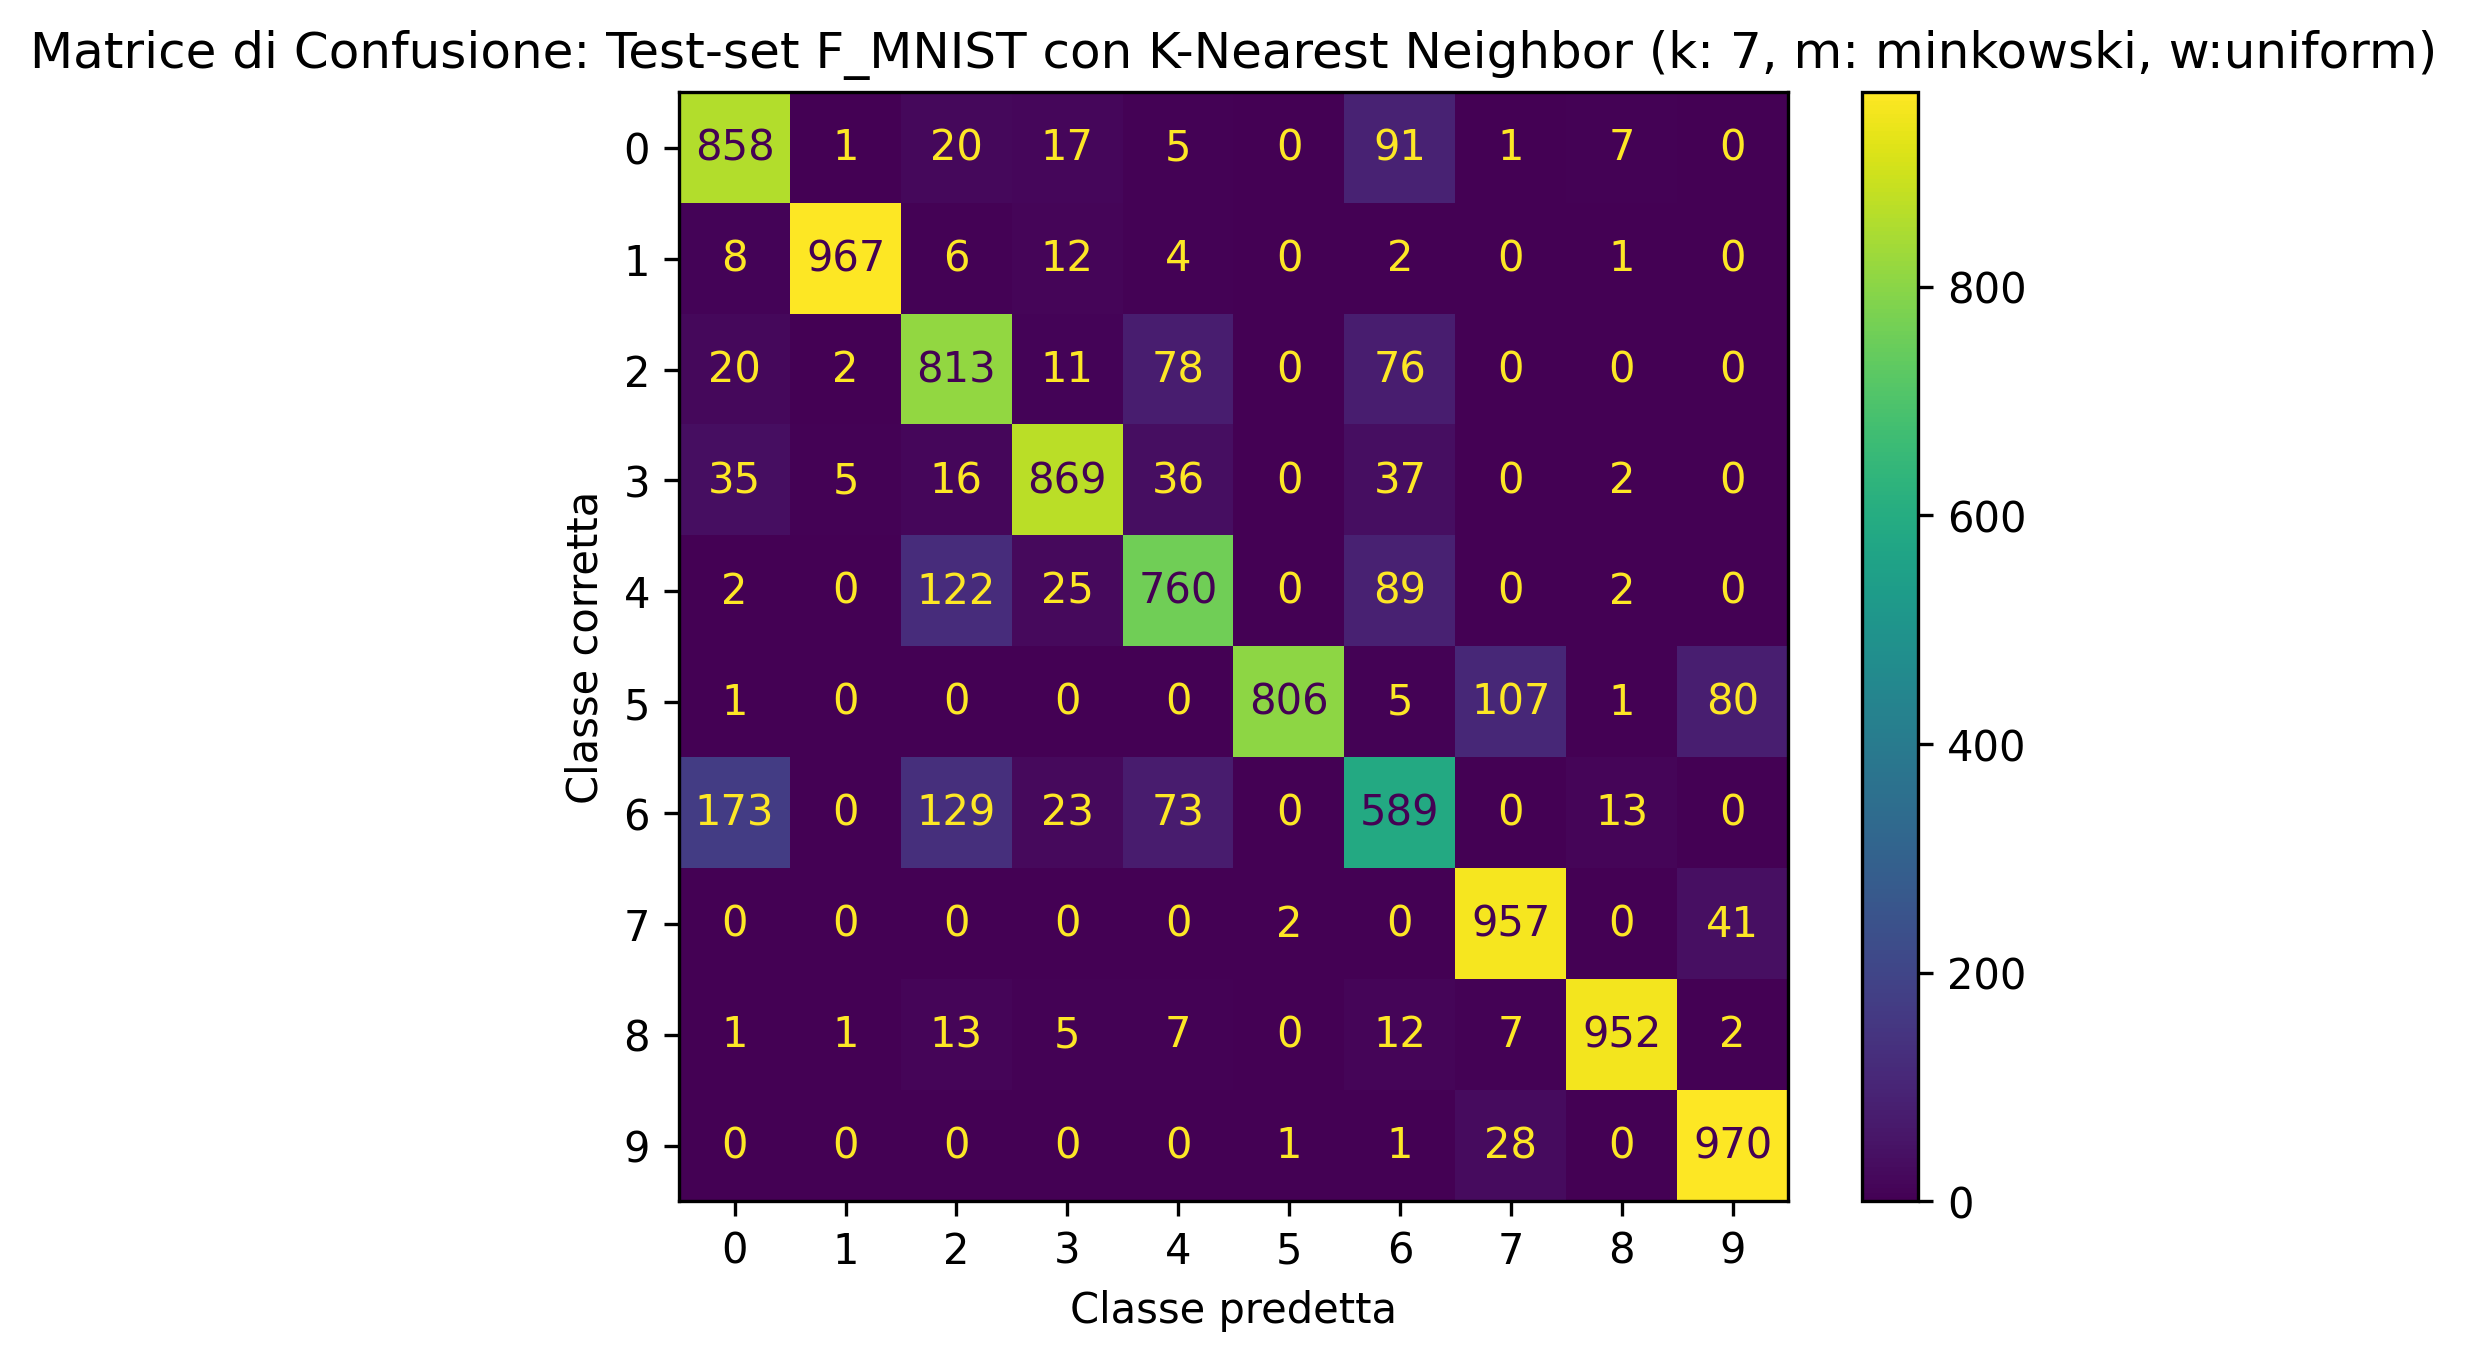 Matrice di Confusione: Test-set F_MNIST con K-Nearest Neighbor (k: 7, m: minkowski, w:uniform)
Classe corretta
0 858 1 20 17 5 0 91 1 7 0
1 8 967 6 12 4 0 2 0 1 0
2 20 2 813 11 78 0 76 0 0 0
3 35 5 16 869 36 0 37 0 2 0
4 2 0 122 25 760 0 89 0 2 0
5 1 0 0 0 0 806 5 107 1 80
6 173 0 129 23 73 0 589 0 13 0
7 0 0 0 0 0 2 0 957 0 41
8 1 1 13 5 7 0 12 7 952 2
9 0 0 0 0 0 1 1 28 0 970
0 1 2 3 4 5 6 7 8 9
Classe predetta
800
600
400
200
0